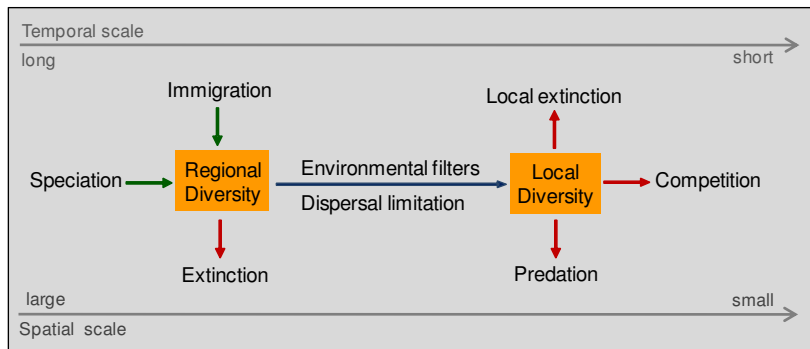 Temporal scale
long
short
Immigration
Local extinction
Speciation
Regional
Diversity
Environmental filters
Dispersal limitation
Local
Diversity
Competition
Extinction
Predation
large
small
Spatial scale